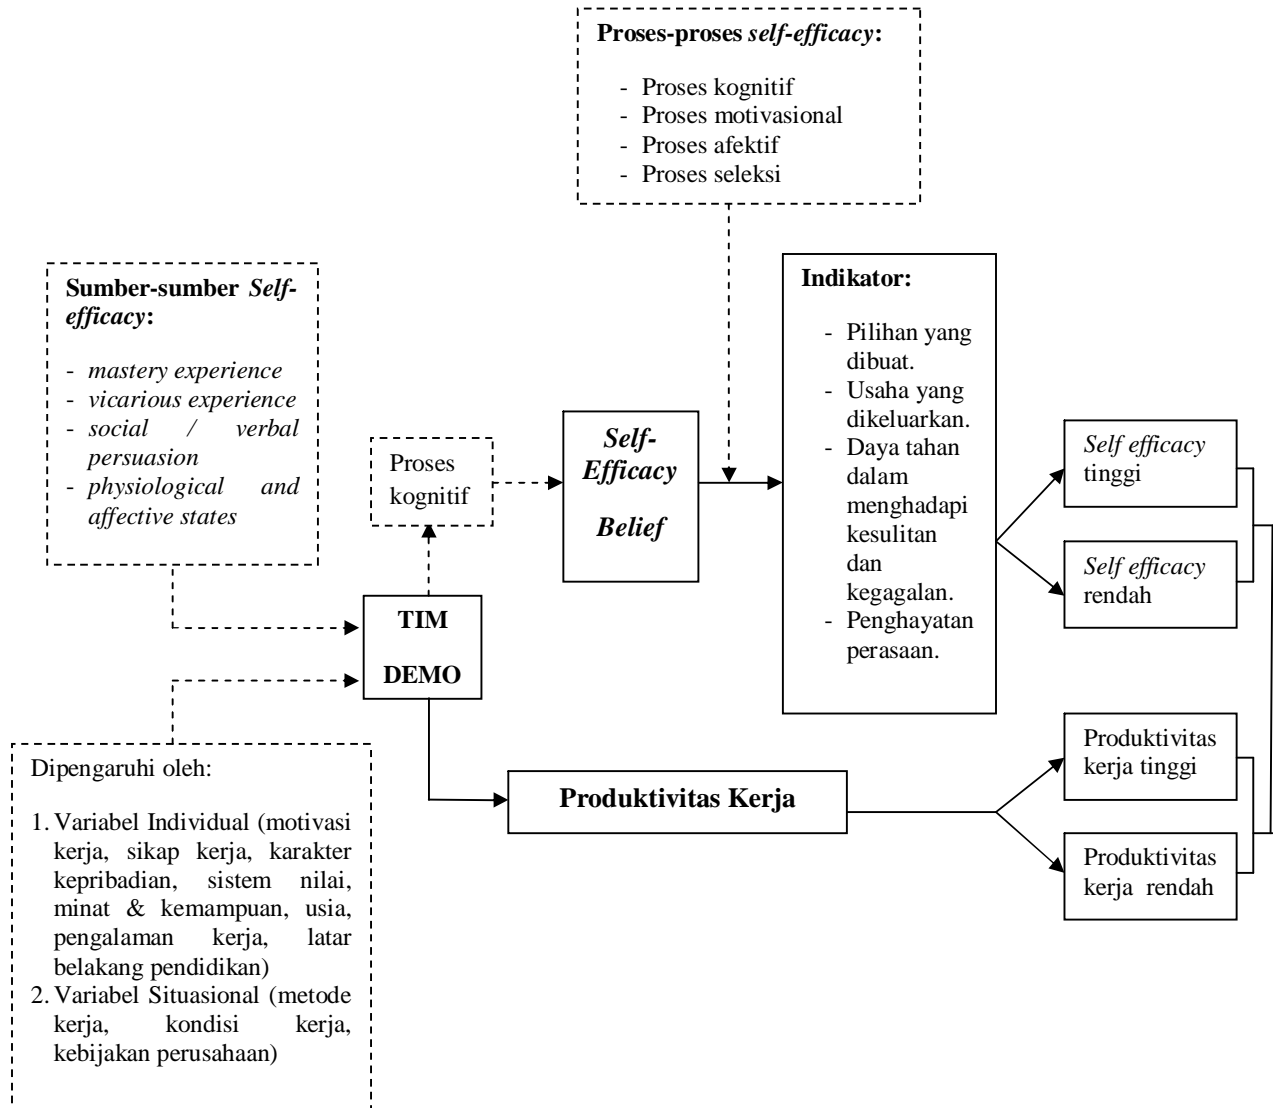 Proses-proses self-efficacy:
- Proses kognitif
- Proses motivasional
- Proses afektif
- Proses seleksi
Sumber-sumber Self-
efficacy:
- mastery experience
- vicarious experience
- social / verbal
persuasion
- physiological and
affective states
Proses
kognitif
Self-
Efficacy
Belief
Indikator:
- Pilihan yang
dibuat.
- Usaha yang
dikeluarkan.
- Daya tahan
dalam
menghadapi
kesulitan
dan
kegagalan.
- Penghayatan
perasaan.
Self efficacy
tinggi
Self efficacy
rendah
TIM
DEMO
Dipengaruhi oleh:
1. Variabel Individual (motivasi
kerja, sikap kerja, karakter
kepribadian, sistem nilai,
minat & kemampuan, usia,
pengalaman kerja, latar
belakang pendidikan)
2. Variabel Situasional (metode
kerja, kondisi kerja,
kebijakan perusahaan)
Produktivitas Kerja
Produktivitas
kerja tinggi
Produktivitas
kerja rendah